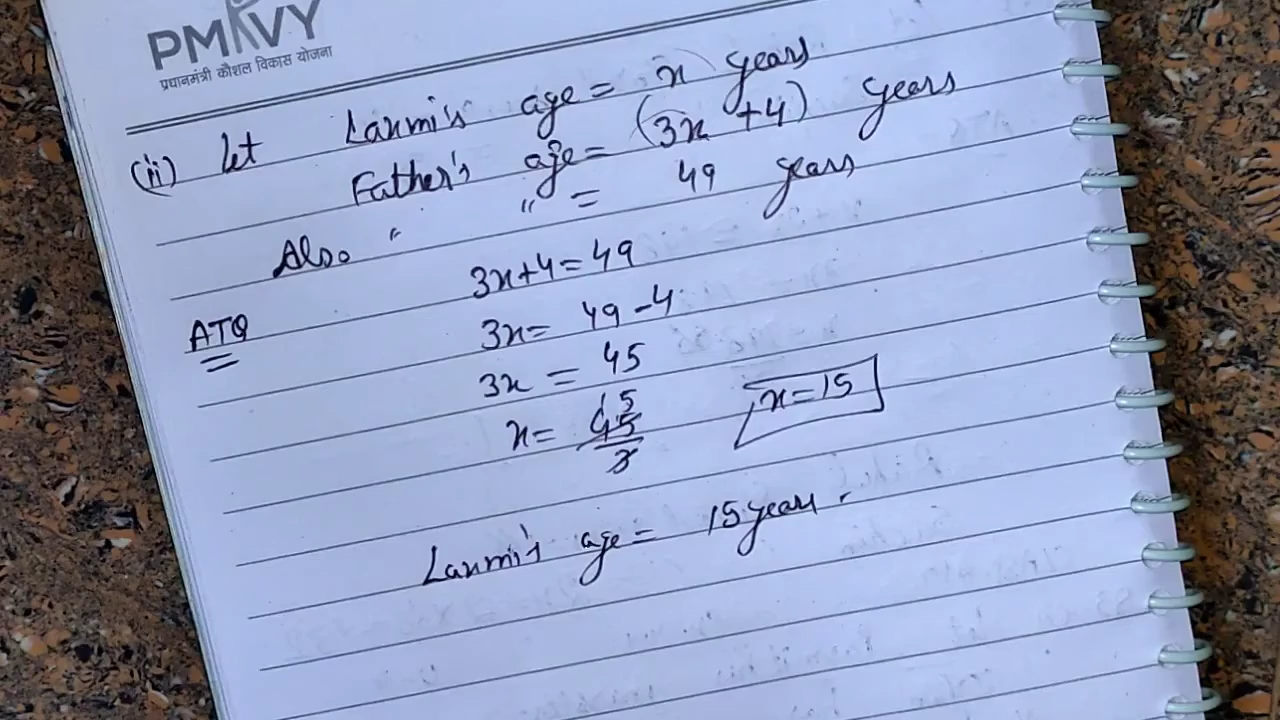 PMKVY
प्रधानमंत्री कौशल विकास योजना
(ii) Let Laxmi's age = x years
Father's age = (3x +4) years
Also " " = 49 years
3x+4=49
ATQ
3x= 49-4
3x = 45
x= 45/3 15 x=15
Laxmi's age = 15 years.